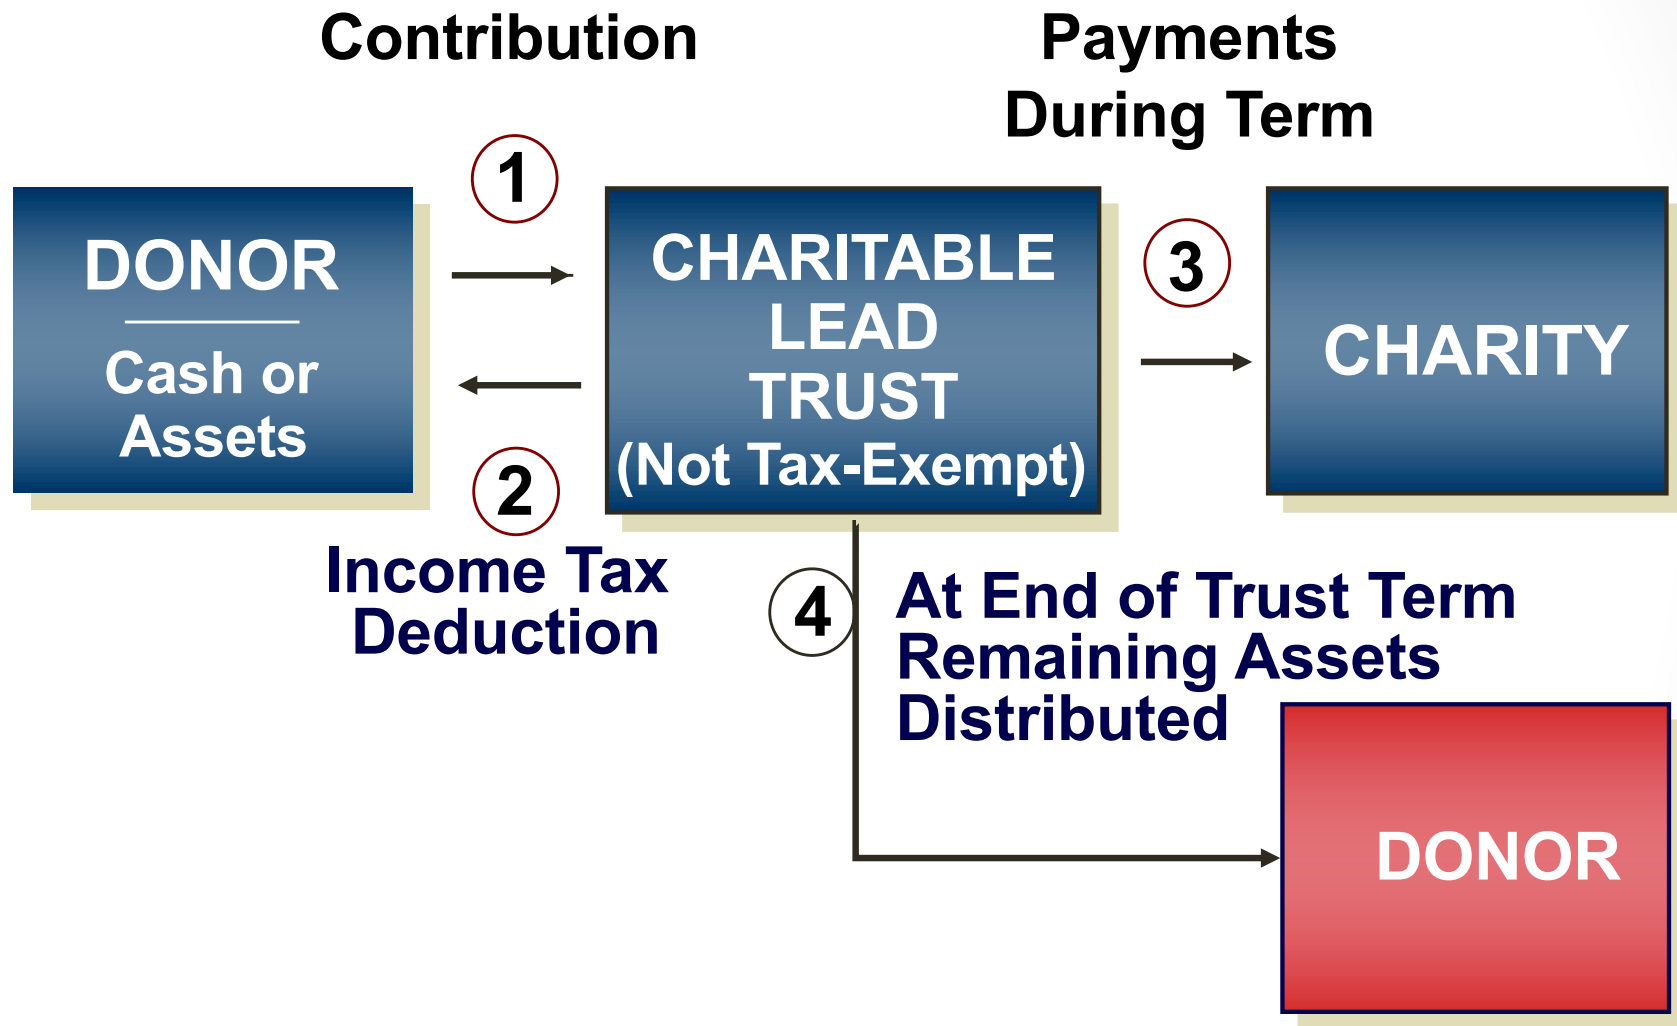 Contribution
Payments
During Term
1
DONOR
Cash or
Assets
2
Income Tax
Deduction
CHARITABLE
LEAD
TRUST
(Not Tax-Exempt)
3
CHARITY
4
At End of Trust Term
Remaining Assets
Distributed
DONOR